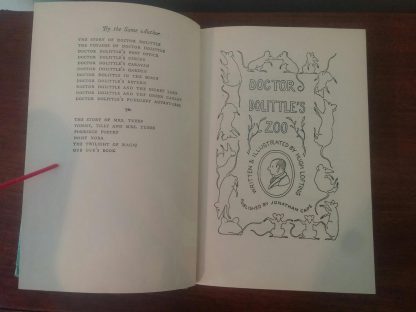 By the Same Author
THE STORY OF DOCTOR DOLITTLE
THE VOYAGES OF DOCTOR DOLITTLE
DOCTOR DOLITTLE'S POST OFFICE
DOCTOR DOLITTLE'S CIRCUS
DOCTOR DOLITTLE'S CARAVAN
DOCTOR DOLITTLE'S GARDEN
DOCTOR DOLITTLE IN THE MOON
DOCTOR DOLITTLE'S RETURN
DOCTOR DOLITTLE AND THE SECRET LAKE
DOCTOR DOLITTLE AND THE GREEN CANARY
DOCTOR DOLITTLE'S PUDDLEBY ADVENTURES
THE STORY OF MRS. TUBBS
TOMMY, TILLY AND MRS. TUBBS
PORRIDGE POETRY
NOISY NORA
THE TWILIGHT OF MAGIC
GUB GUB'S BOOK
DOCTOR
DOLITTLE'S
ZOO
WRITTEN & ILLUSTRATED BY HUGH LOFTING
PUBLISHED BY JONATHAN CAPE